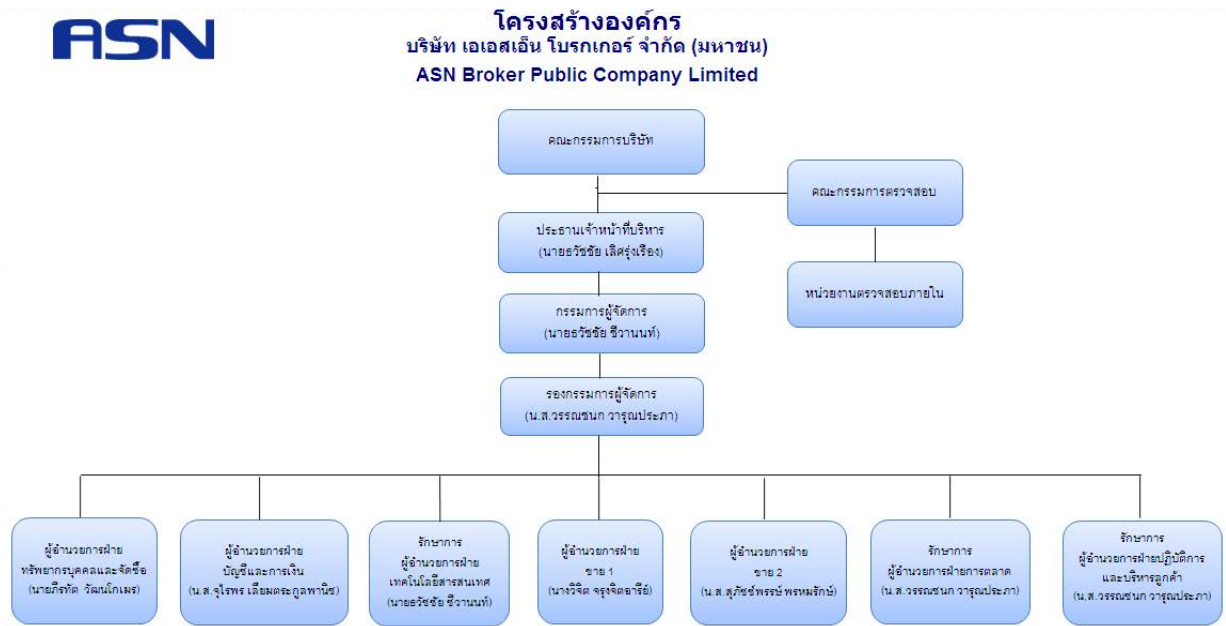 ASN
โครงสร้างองค์กร
บริษัท เอเอสเอ็น โบรกเกอร์ จำกัด (มหาชน)
ASN Broker Public Company Limited
คณะกรรมการบริษัท
คณะกรรมการตรวจสอบ
ประธานเจ้าหน้าที่บริหาร
(นายธวัชชัย เลิศรุ่งเรือง)
หน่วยงานตรวจสอบภายใน
กรรมการผู้จัดการ
(นายธวัชชัย ชีวานนท์)
รองกรรมการผู้จัดการ
(น.ส.วรรณชนก วารุณประภา)
ผู้อำนวยการฝ่าย
ทรัพยากรบุคคลและจัดซื้อ
(นายภีรทัต วัฒนโกเมร)
ผู้อำนวยการฝ่าย
บัญชีและการเงิน
(น.ส.จุไรพร เลียมตระกูลพานิช)
รักษาการ
ผู้อำนวยการฝ่าย
เทคโนโลยีสารสนเทศ
(นายธวัชชัย ชีวานนท์)
ผู้อำนวยการฝ่าย
ขาย 1
(นางวิจิต จรุงจิตอารีย์)
ผู้อำนวยการฝ่าย
ขาย 2
(น.ส.สุภัชช์พรรษ์ พรหมรักษ์)
รักษาการ
ผู้อำนวยการฝ่ายการตลาด
(น.ส.วรรณชนก วารุณประภา)
รักษาการ
ผู้อำนวยการฝ่ายปฏิบัติการ
และบริหารลูกค้า
(น.ส.วรรณชนก วารุณประภา)